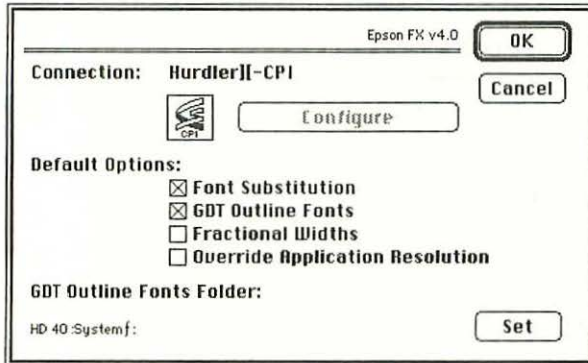 Epson FX v4.0
OK
Connection: Hurdler][-CPI
Cancel
CPI
Configure
Default Options:
Font Substitution
GDT Outline Fonts
Fractional Widths
Override Application Resolution
GDT Outline Fonts Folder:
HD 40 :System ƒ :
Set